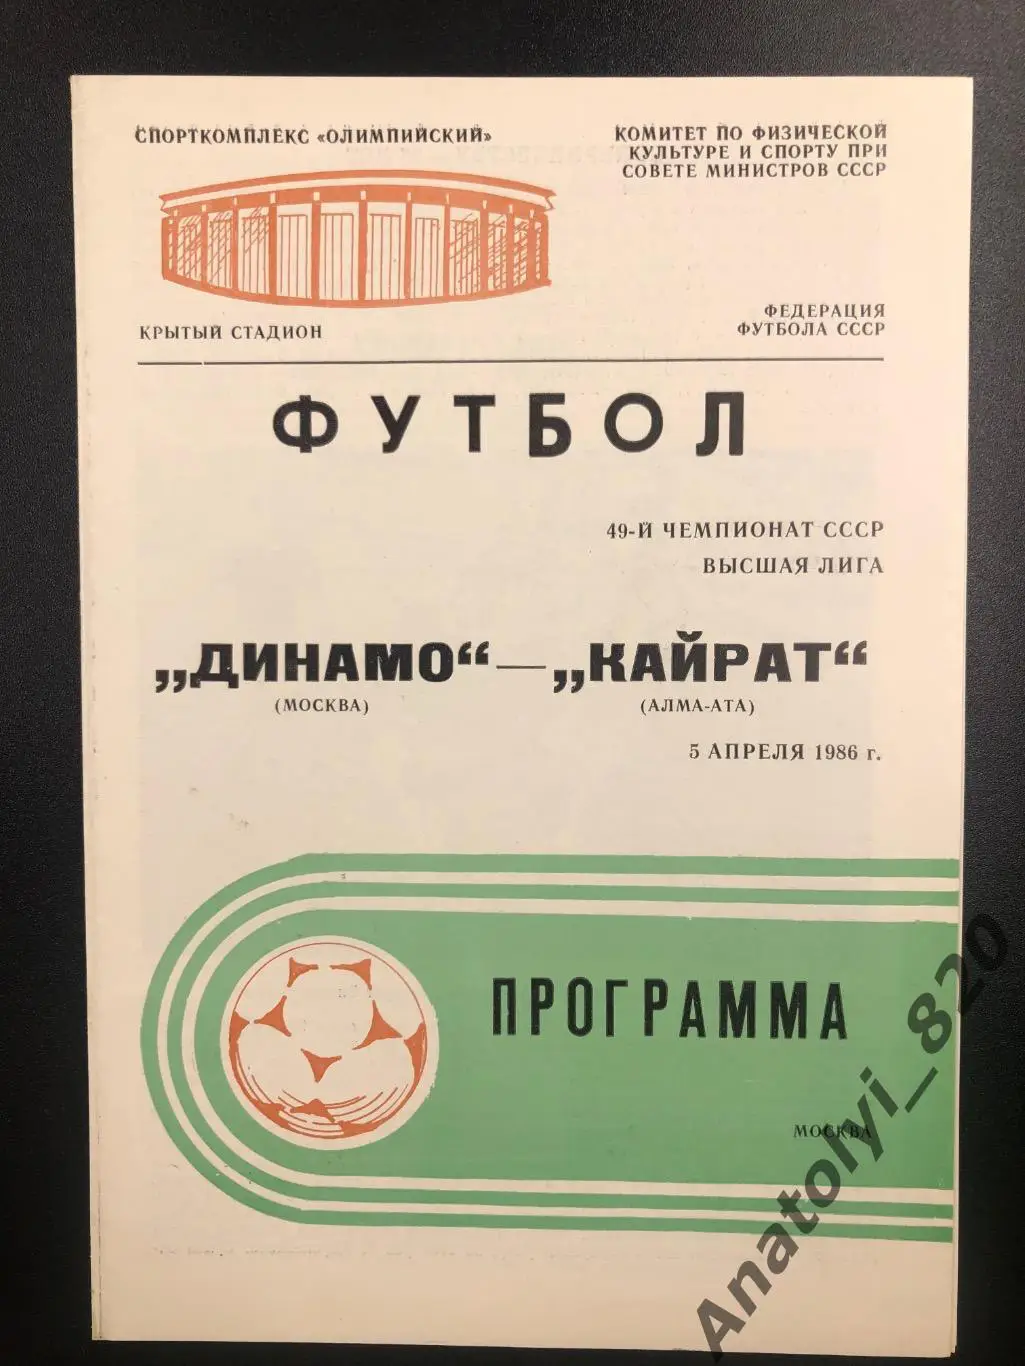 СПОРТКОМПЛЕКС «ОЛИМПИЙСКИЙ»
КРЫТЫЙ СТАДИОН
КОМИТЕТ ПО ФИЗИЧЕСКОЙ
КУЛЬТУРЕ И СПОРТУ ПРИ
СОВЕТЕ МИНИСТРОВ СССР
ФЕДЕРАЦИЯ
ФУТБОЛА СССР
ФУТБОЛ
49-Й ЧЕМПИОНАТ СССР
ВЫСШАЯ ЛИГА
„ДИНАМО“ — „КАЙРАТ“
(МОСКВА) (АЛМА-АТА)
5 АПРЕЛЯ 1986 г.
ПРОГРАММА
МОСКВА
Anatolyi_820